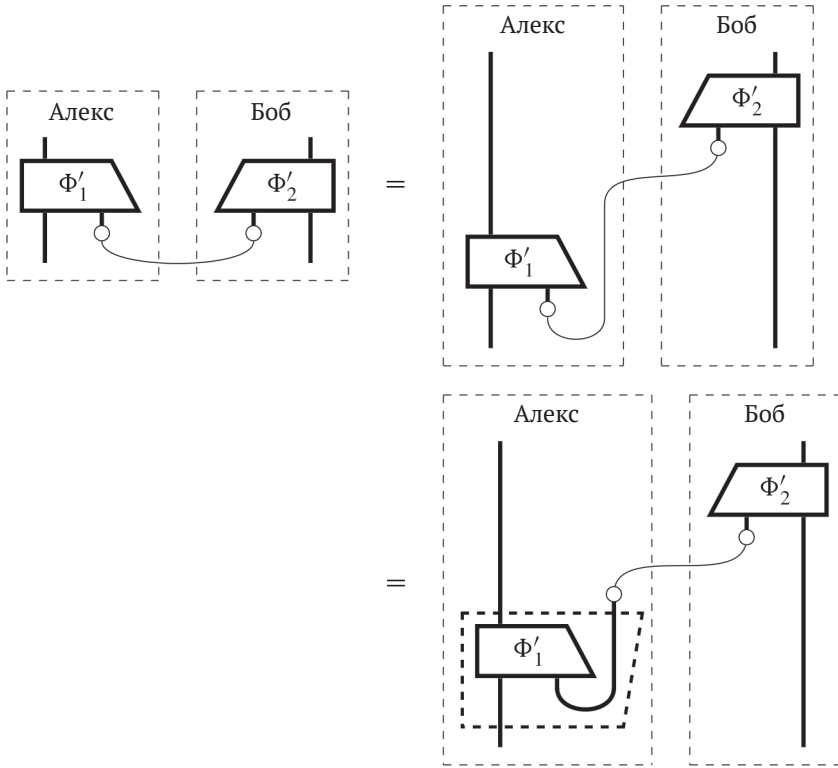 Алекс Боб
Φ′₁ Φ′₂
=
Алекс Боб
Φ′₂
Φ′₁
=
Алекс Боб
Φ′₂
Φ′₁